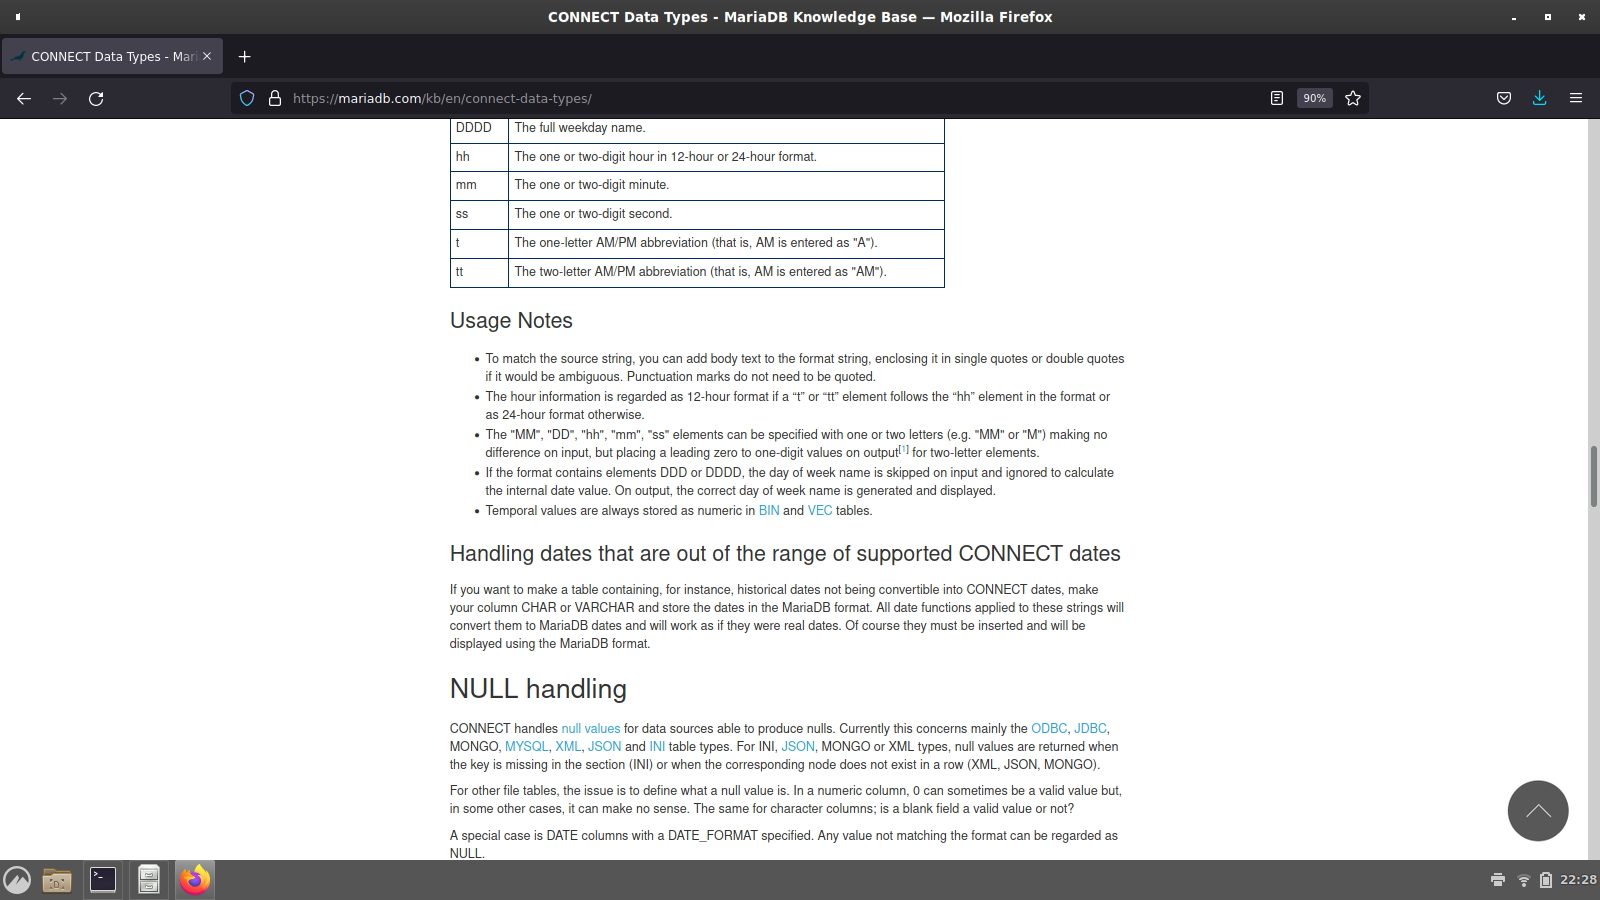 CONNECT Data Types - MariaDB Knowledge Base — Mozilla Firefox
CONNECT Data Types - Mari
https://mariadb.com/kb/en/connect-data-types/
90%
DDDD The full weekday name.
hh The one or two-digit hour in 12-hour or 24-hour format.
mm The one or two-digit minute.
ss The one or two-digit second.
t The one-letter AM/PM abbreviation (that is, AM is entered as "A").
tt The two-letter AM/PM abbreviation (that is, AM is entered as "AM").
Usage Notes
• To match the source string, you can add body text to the format string, enclosing it in single quotes or double quotes
if it would be ambiguous. Punctuation marks do not need to be quoted.
• The hour information is regarded as 12-hour format if a “t” or “tt” element follows the “hh” element in the format or
as 24-hour format otherwise.
• The "MM", "DD", "hh", "mm", "ss" elements can be specified with one or two letters (e.g. "MM" or "M") making no
difference on input, but placing a leading zero to one-digit values on output[1] for two-letter elements.
• If the format contains elements DDD or DDDD, the day of week name is skipped on input and ignored to calculate
the internal date value. On output, the correct day of week name is generated and displayed.
• Temporal values are always stored as numeric in BIN and VEC tables.
Handling dates that are out of the range of supported CONNECT dates
If you want to make a table containing, for instance, historical dates not being convertible into CONNECT dates, make
your column CHAR or VARCHAR and store the dates in the MariaDB format. All date functions applied to these strings will
convert them to MariaDB dates and will work as if they were real dates. Of course they must be inserted and will be
displayed using the MariaDB format.
NULL handling
CONNECT handles null values for data sources able to produce nulls. Currently this concerns mainly the ODBC, JDBC,
MONGO, MYSQL, XML, JSON and INI table types. For INI, JSON, MONGO or XML types, null values are returned when
the key is missing in the section (INI) or when the corresponding node does not exist in a row (XML, JSON, MONGO).
For other file tables, the issue is to define what a null value is. In a numeric column, 0 can sometimes be a valid value but,
in some other cases, it can make no sense. The same for character columns; is a blank field a valid value or not?
A special case is DATE columns with a DATE_FORMAT specified. Any value not matching the format can be regarded as
NULL.
22:28